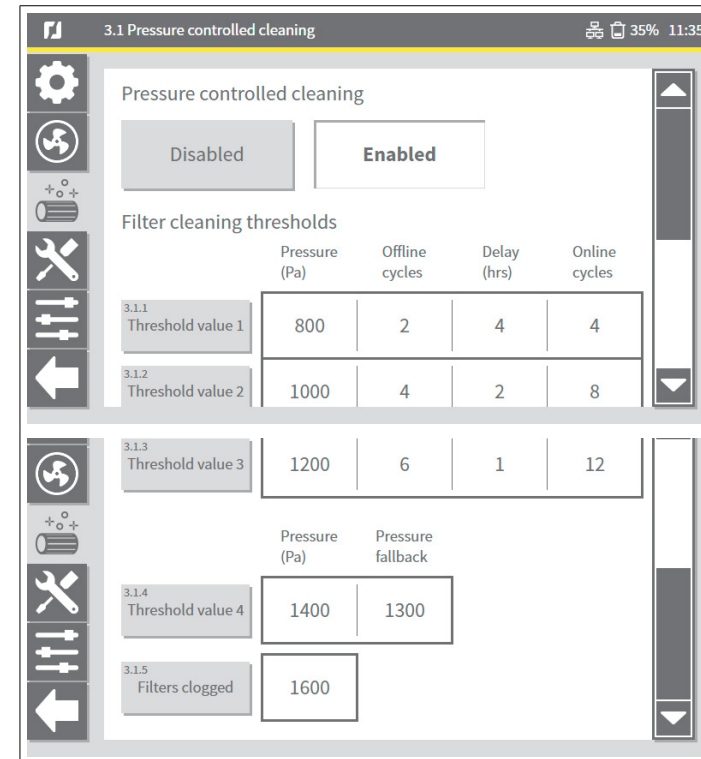 3.1 Pressure controlled cleaning 35% 11:35
Pressure controlled cleaning
Disabled Enabled
Filter cleaning thresholds
Pressure Offline Delay Online
(Pa) cycles (hrs) cycles
3.1.1
Threshold value 1 800 2 4 4
3.1.2
Threshold value 2 1000 4 2 8
3.1.3
Threshold value 3 1200 6 1 12
Pressure Pressure
(Pa) fallback
3.1.4
Threshold value 4 1400 1300
3.1.5
Filters clogged 1600